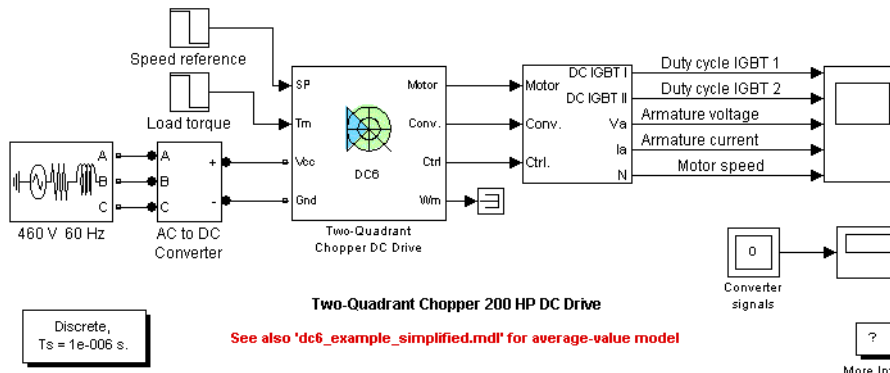 Speed reference
Load torque
460 V 60 Hz
A
B
C
A
B
C
+
-
AC to DC
Converter
SP
Tm
Vcc
Gnd
DC6
Motor
Conv.
Ctrl
Wm
Two-Quadrant
Chopper DC Drive
Motor
Conv.
Ctrl.
DC IGBT I
DC IGBT II
Va
Ia
N
Duty cycle IGBT 1
Duty cycle IGBT 2
Armature voltage
Armature current
Motor speed
0
Converter
signals
Two-Quadrant Chopper 200 HP DC Drive
See also 'dc6_example_simplified.mdl' for average-value model
Discrete,
Ts = 1e-006 s.
?
More